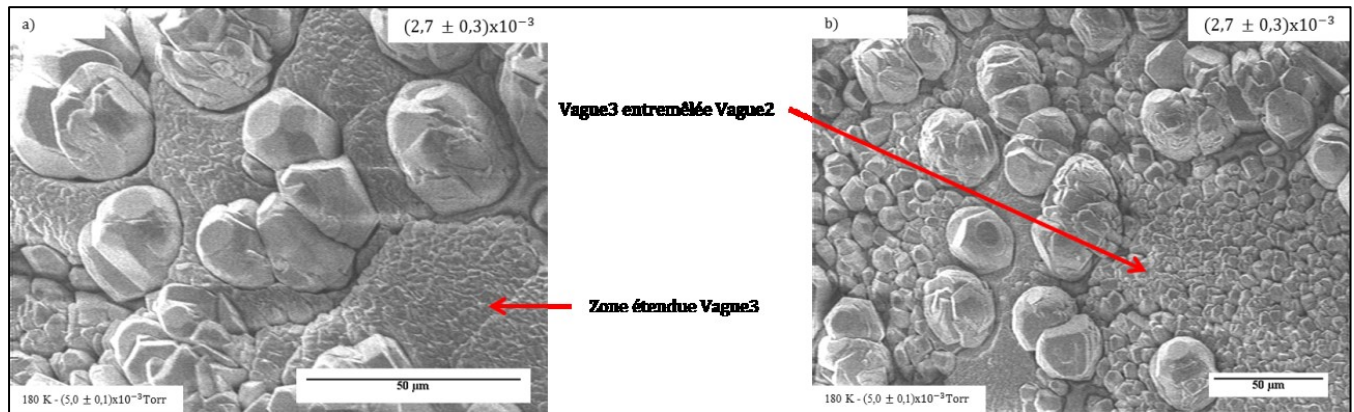 a)
(2,7 ± 0,3)x10⁻³
b)
(2,7 ± 0,3)x10⁻³
Vague3 entremêlée Vague2
Zone étendue Vague3
50 µm
180 K - (5,0 ± 0,1)x10⁻³Torr
50 µm
180 K - (5,0 ± 0,1)x10⁻³Torr